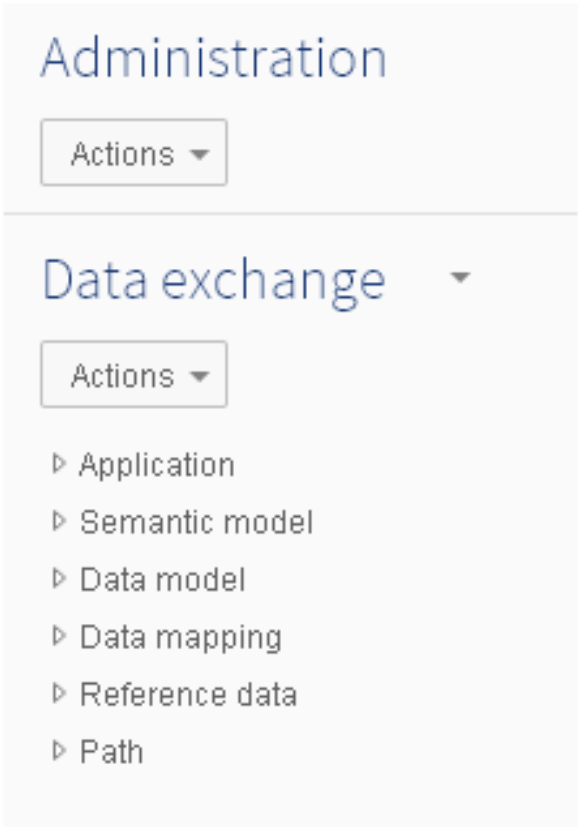 Administration
Actions
Data exchange
Actions
Application
Semantic model
Data model
Data mapping
Reference data
Path